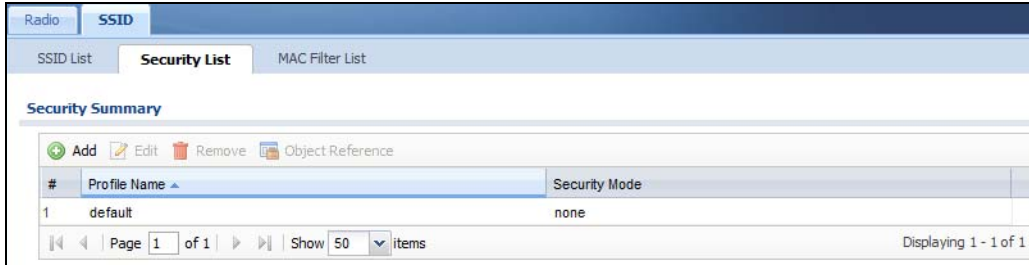 Radio SSID
SSID List Security List MAC Filter List
Security Summary
Add Edit Remove Object Reference
# Profile Name Security Mode
1 default none
Page 1 of 1 Show 50 items Displaying 1 - 1 of 1